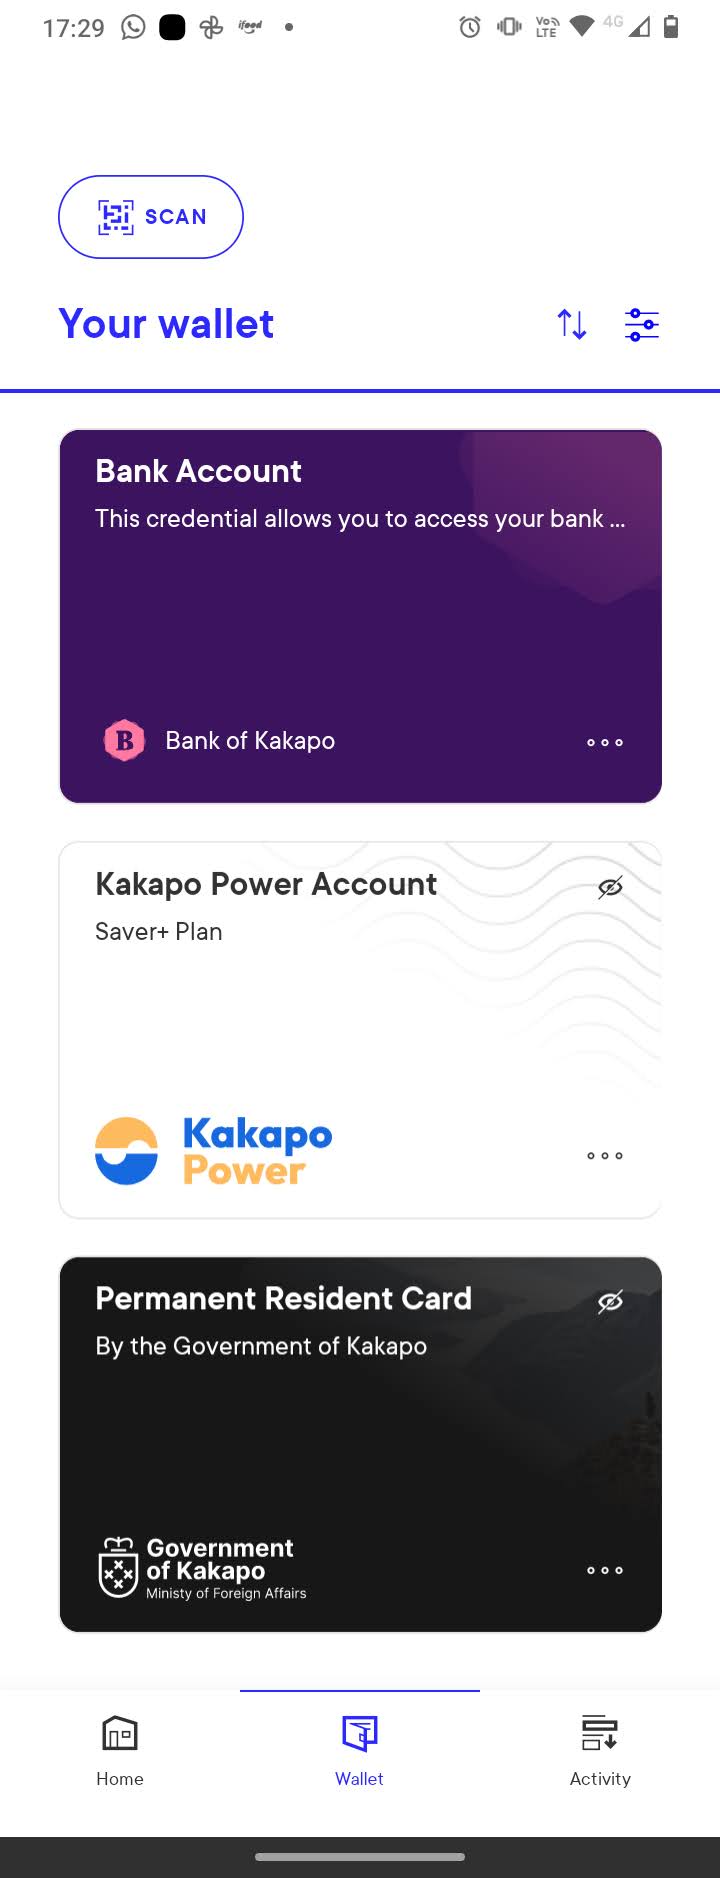 17:29 ifood Vo LTE 4G
SCAN
Your wallet
Bank Account
This credential allows you to access your bank ...
B Bank of Kakapo
Kakapo Power Account
Saver+ Plan
Kakapo
Power
Permanent Resident Card
By the Government of Kakapo
Government
of Kakapo
Ministy of Foreign Affairs
Home Wallet Activity